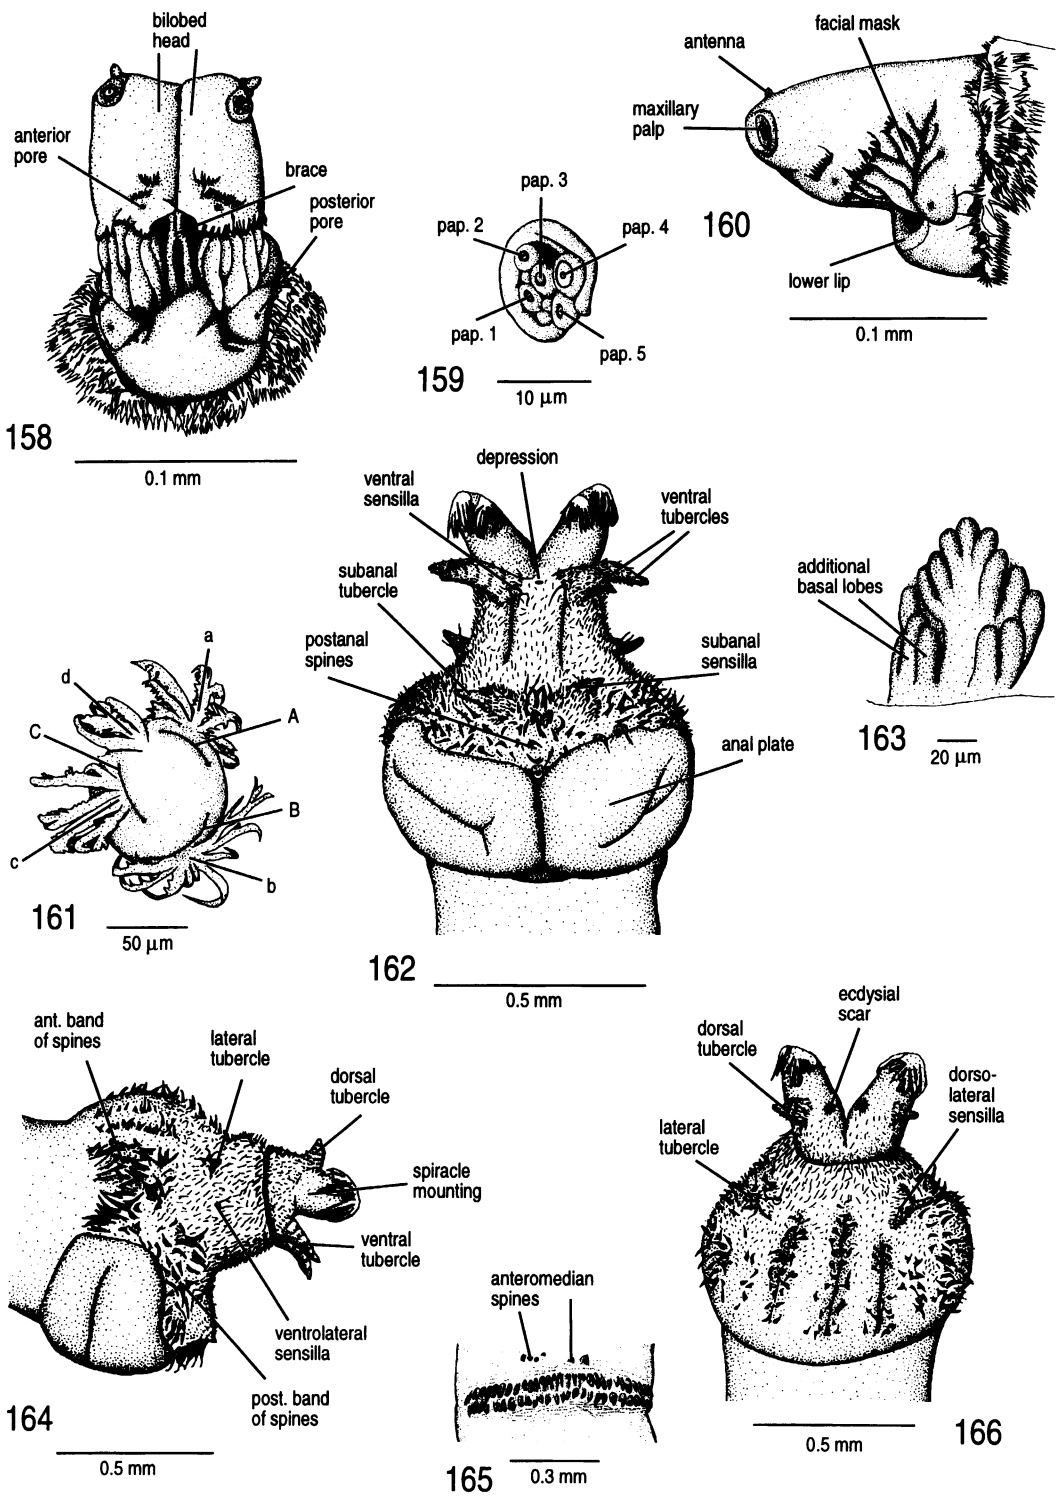 bilobed
head
anterior
pore
brace
posterior
pore
158
0.1 mm
pap. 3
pap. 2
pap. 4
pap. 1
pap. 5
159
10 μm
facial mask
antenna
maxillary
palp
160
lower lip
0.1 mm
a
d
C
A
B
c
b
161
50 μm
depression
ventral
sensilla
ventral
tubercles
subanal
tubercle
postanal
spines
subanal
sensilla
anal plate
162
0.5 mm
additional
basal lobes
163
20 μm
ant. band
of spines
lateral
tubercle
dorsal
tubercle
spiracle
mounting
ventral
tubercle
ventrolateral
sensilla
post. band
of spines
164
0.5 mm
anteromedian
spines
165
0.3 mm
ecdysial
scar
dorsal
tubercle
dorso-
lateral
sensilla
lateral
tubercle
166
0.5 mm